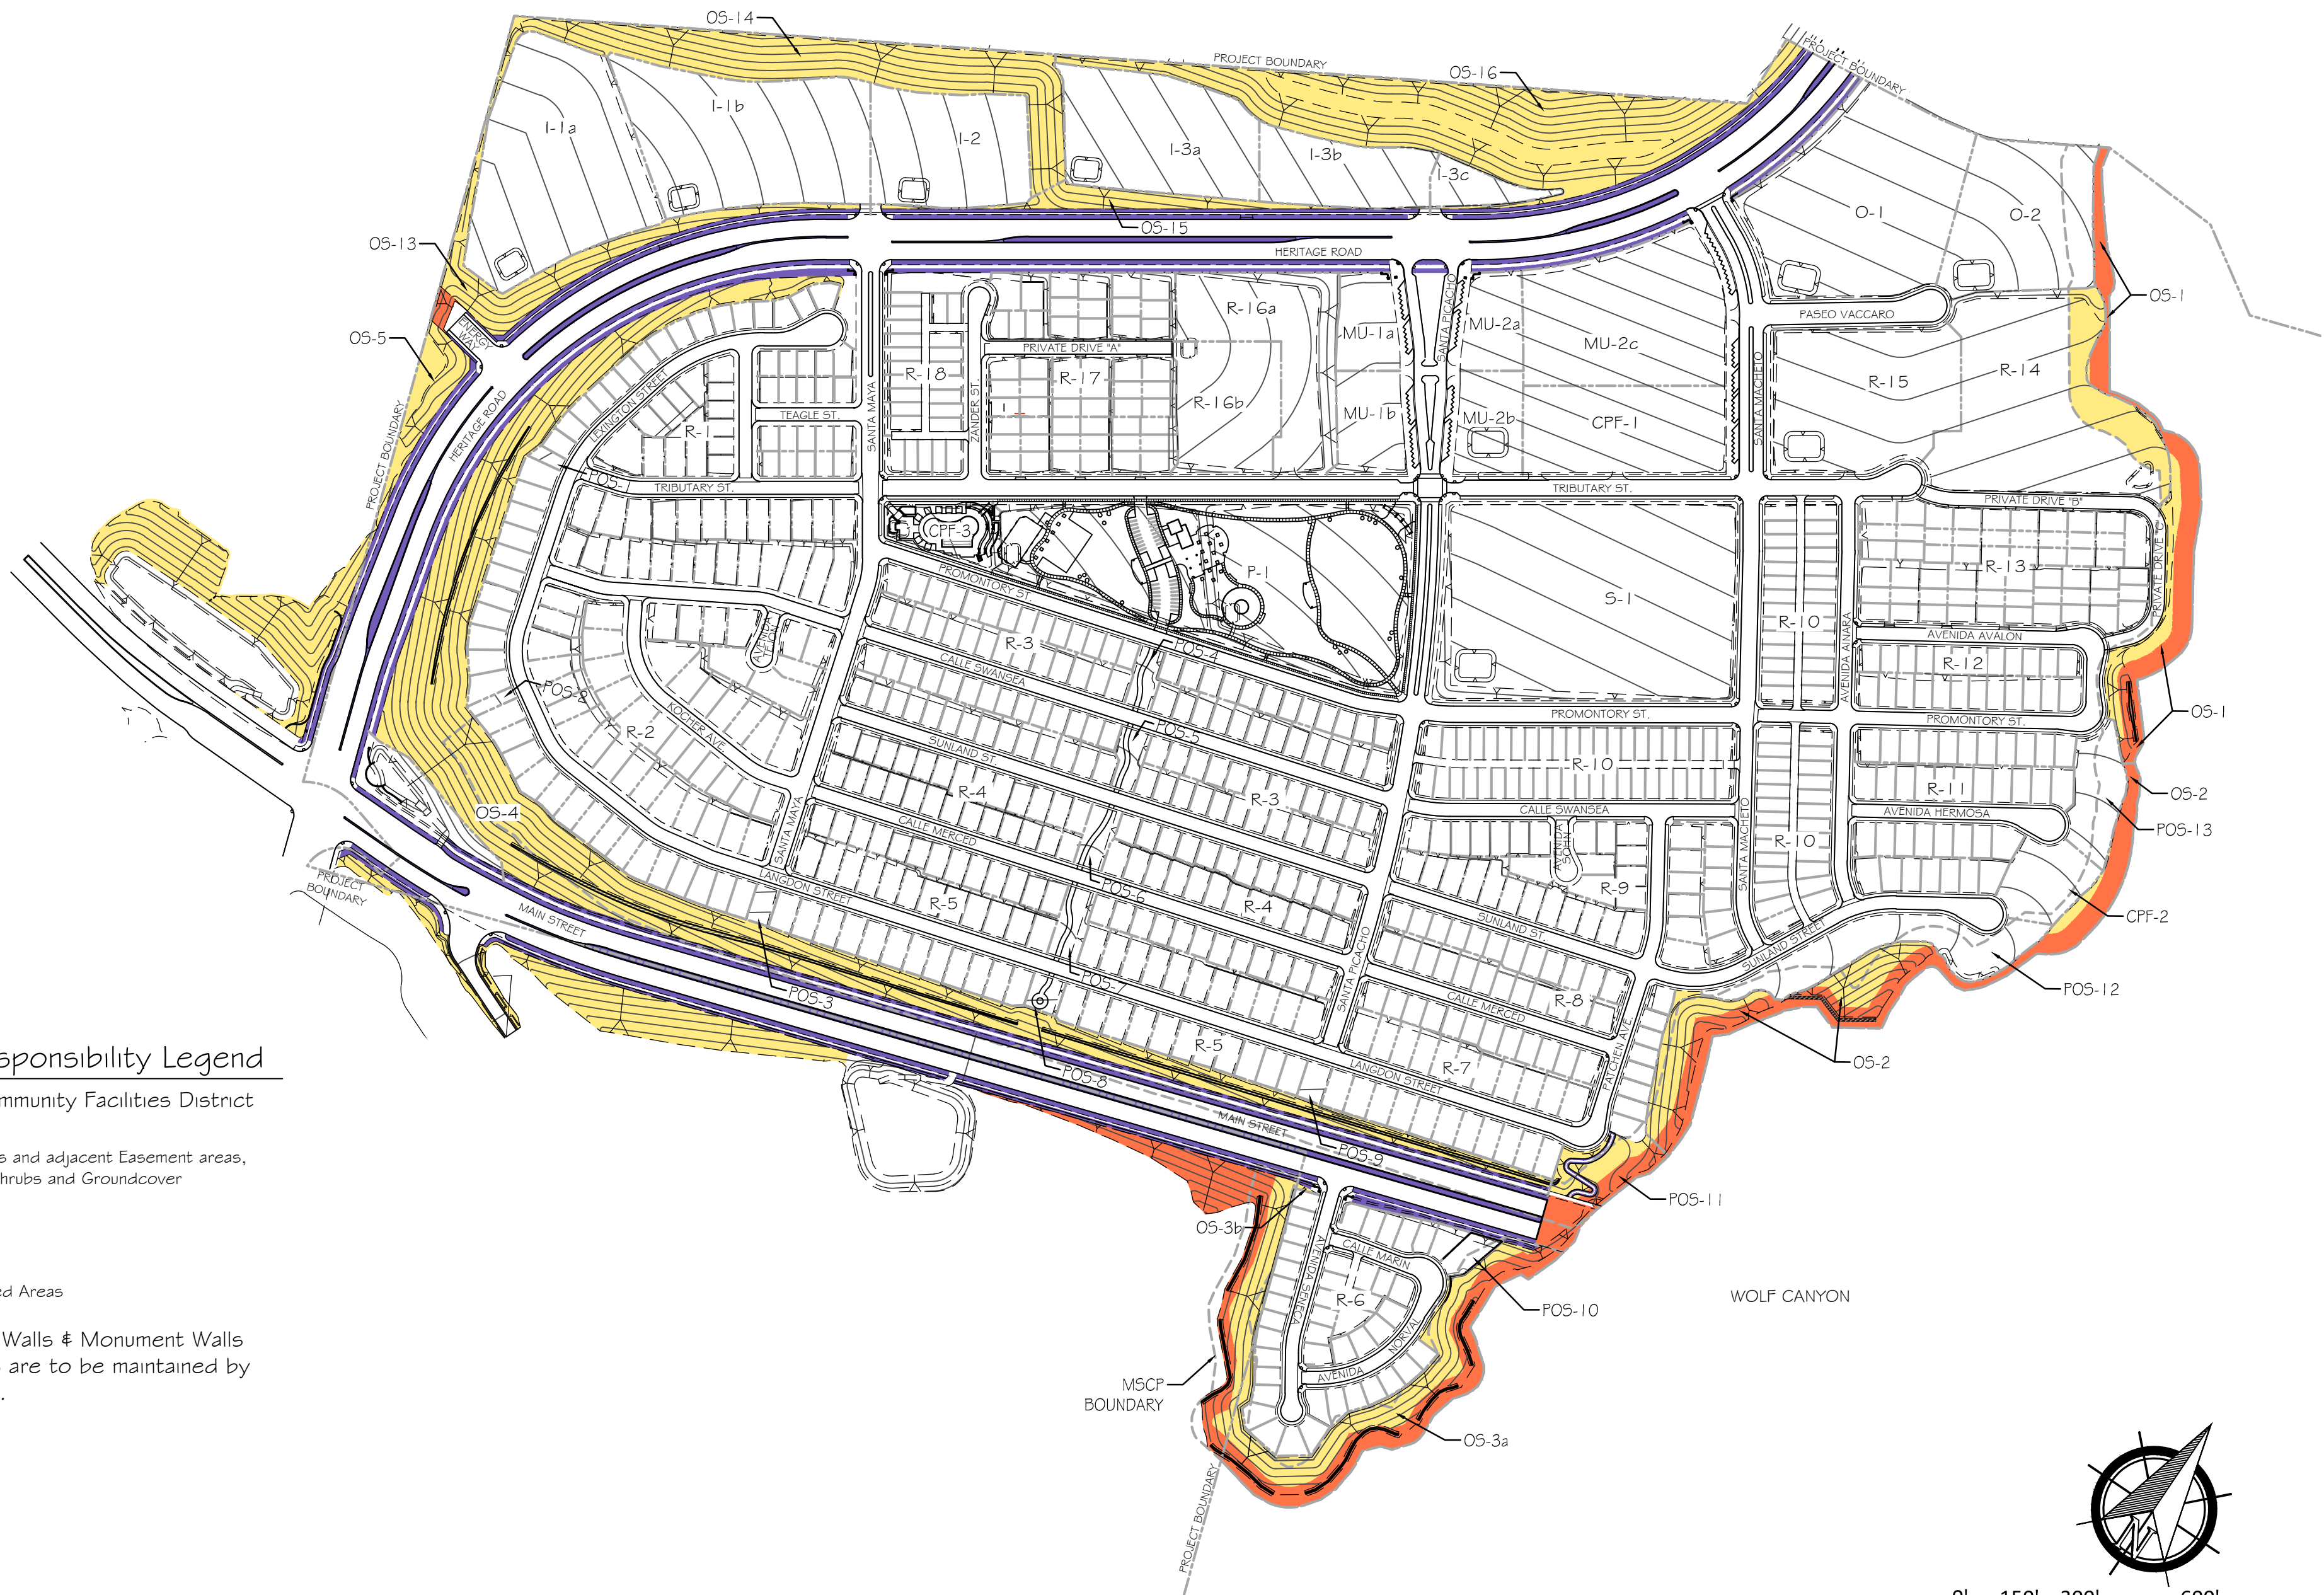 OS-14
PROJECT BOUNDARY
OS-16
PROJECT BOUNDARY
I-1a
I-1b
I-2
I-3a
I-3b
I-3c
O-1
O-2
OS-13
OS-15
HERITAGE ROAD
OS-1
ENERGY
WAY
OS-5
PROJECT BOUNDARY
HERITAGE ROAD
LEXINGTON STREET
R-1
TEAGLE ST.
SANTA MAYA
R-18
ZANDER ST.
PRIVATE DRIVE "A"
R-17
R-16a
R-16b
MU-1a
MU-1b
SANTA PICACHO
MU-2a
MU-2b
MU-2c
CPF-1
SANTA MACHETO
PASEO VACCARO
R-15
R-14
POS-1
TRIBUTARY ST.
TRIBUTARY ST.
PRIVATE DRIVE "B"
PRIVATE DRIVE "C"
CPF-3
P-1
S-1
R-10
AVENIDA AINARA
R-13
AVENIDA AVALON
R-12
PROMONTORY ST.
OS-1
PROMONTORY ST.
R-3
POS-4
CALLE SWANSEA
POS-5
POS-2
R-2
KOCHER AVE.
SUNLAND ST.
R-4
R-3
PROMONTORY ST.
R-10
CALLE SWANSEA
R-11
AVENIDA HERMOSA
OS-2
POS-13
OS-4
SANTA MAYA
CALLE MERCED
POS-6
R-5
R-4
AVENIDA
SOHN
R-9
SANTA MACHETO
R-10
SUNLAND STREET
CPF-2
POS-12
PROJECT
BOUNDARY
MAIN STREET
LANGDON STREET
POS-3
POS-7
SANTA PICACHO
SUNLAND ST.
CALLE MERCED
R-8
OS-2
POS-8
R-5
LANGDON STREET
R-7
PATCHEN AVE.
MAIN STREET
POS-9
POS-11
OS-3b
AVENIDA SENECA
CALLE MARIN
R-6
AVENIDA
NORVAL
POS-10
WOLF CANYON
MSCP
BOUNDARY
OS-3a
PROJECT BOUNDARY
sponsibility Legend
mmunity Facilities District
s and adjacent Easement areas,
hrubs and Groundcover
ed Areas
Walls & Monument Walls
are to be maintained by
N